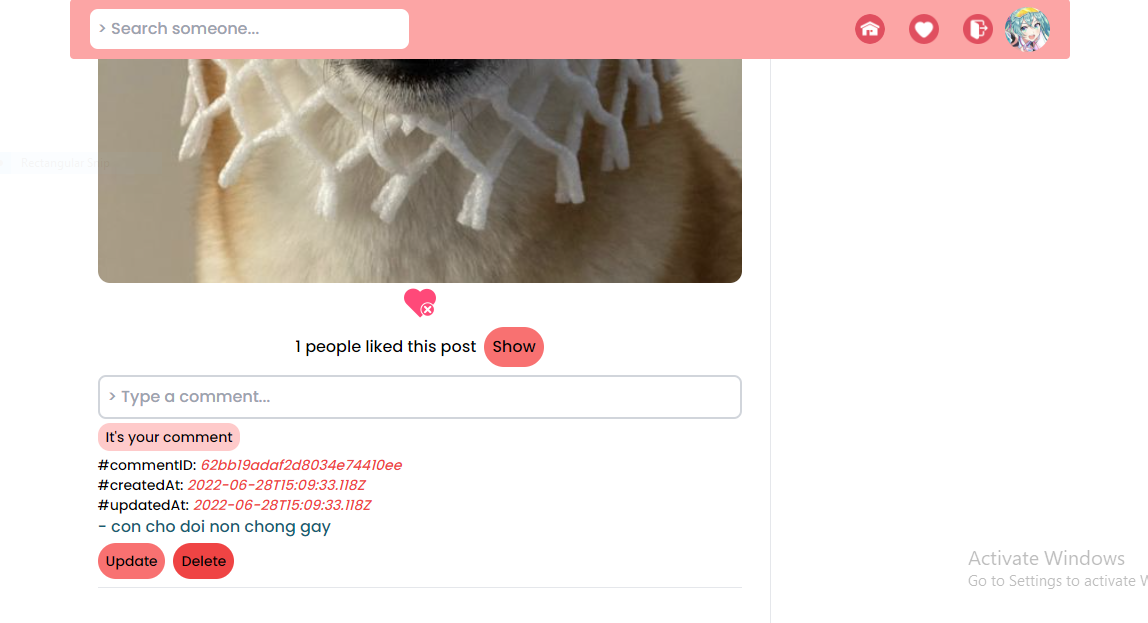 > Search someone...
Rectangular S
1 people liked this post Show
> Type a comment...
It's your comment
#commentID: 62bb19adaf2d8034e74410ee
#createdAt: 2022-06-28T15:09:33.118Z
#updatedAt: 2022-06-28T15:09:33.118Z
- con cho doi non chong gay
Update Delete
Activate Windows
Go to Settings to activate W